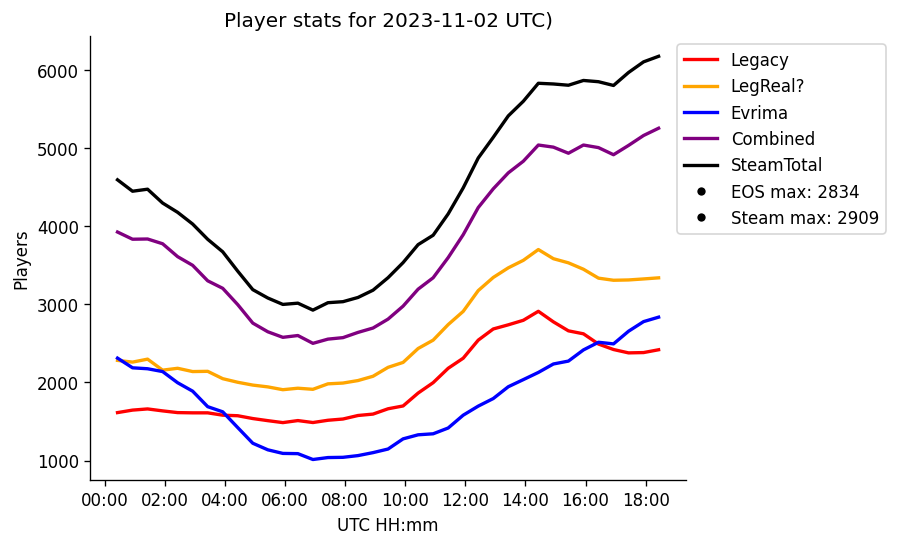 Player stats for 2023-11-02 UTC)
Players
6000
5000
4000
3000
2000
1000
00:00 02:00 04:00 06:00 08:00 10:00 12:00 14:00 16:00 18:00
UTC HH:mm
Legacy
LegReal?
Evrima
Combined
SteamTotal
EOS max: 2834
Steam max: 2909